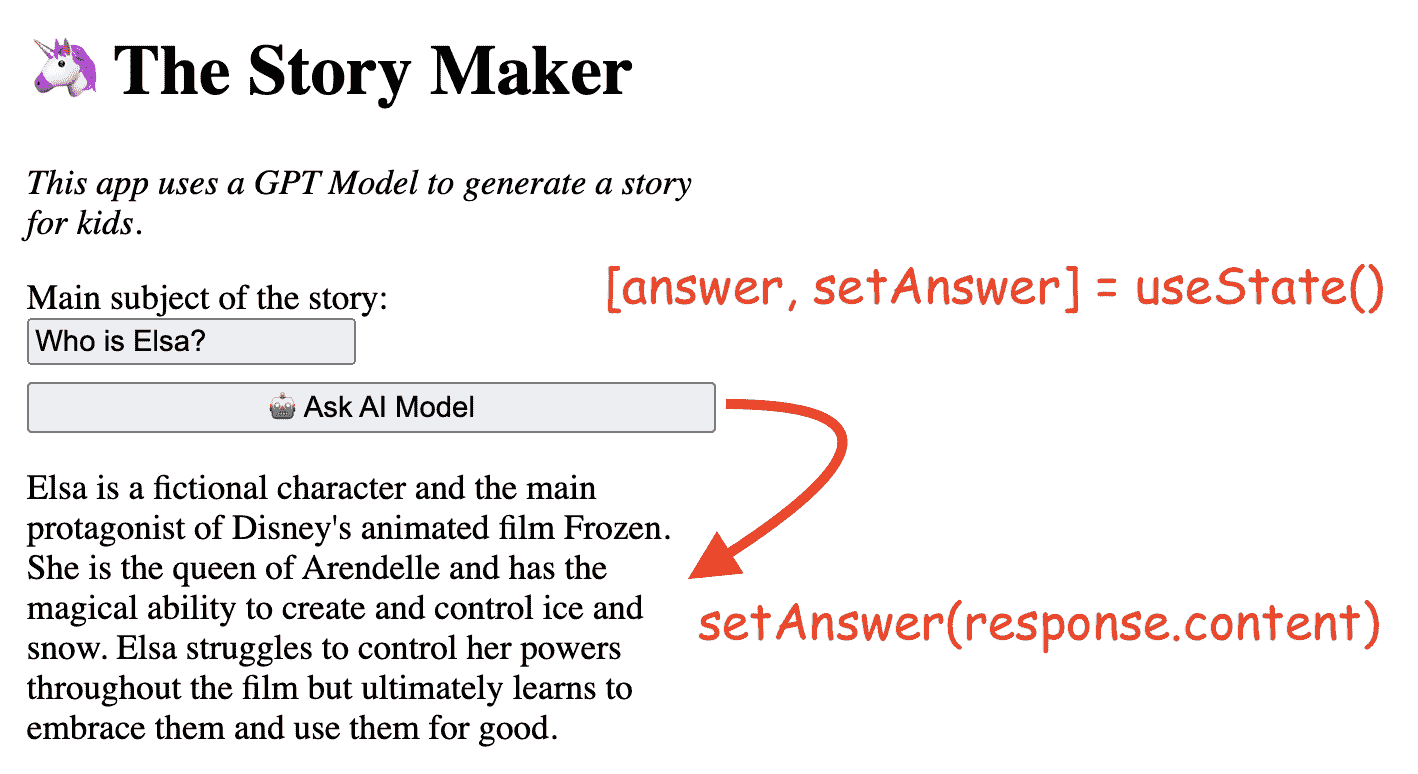 🦄 The Story Maker
This app uses a GPT Model to generate a story
for kids.
Main subject of the story:
[answer, setAnswer] = useState()
Who is Elsa?
🤖 Ask AI Model
Elsa is a fictional character and the main
protagonist of Disney's animated film Frozen.
She is the queen of Arendelle and has the
magical ability to create and control ice and
snow. Elsa struggles to control her powers
throughout the film but ultimately learns to
embrace them and use them for good.
setAnswer(response.content)